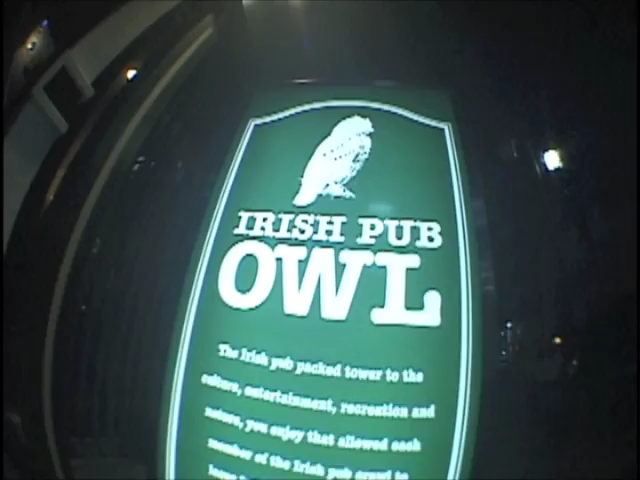 IRISH PUB
OWL
The Irish pub packed tower to the
culture, entertainment, recreation and
nature, you enjoy that allowed each
member of the Irish pub crawl to